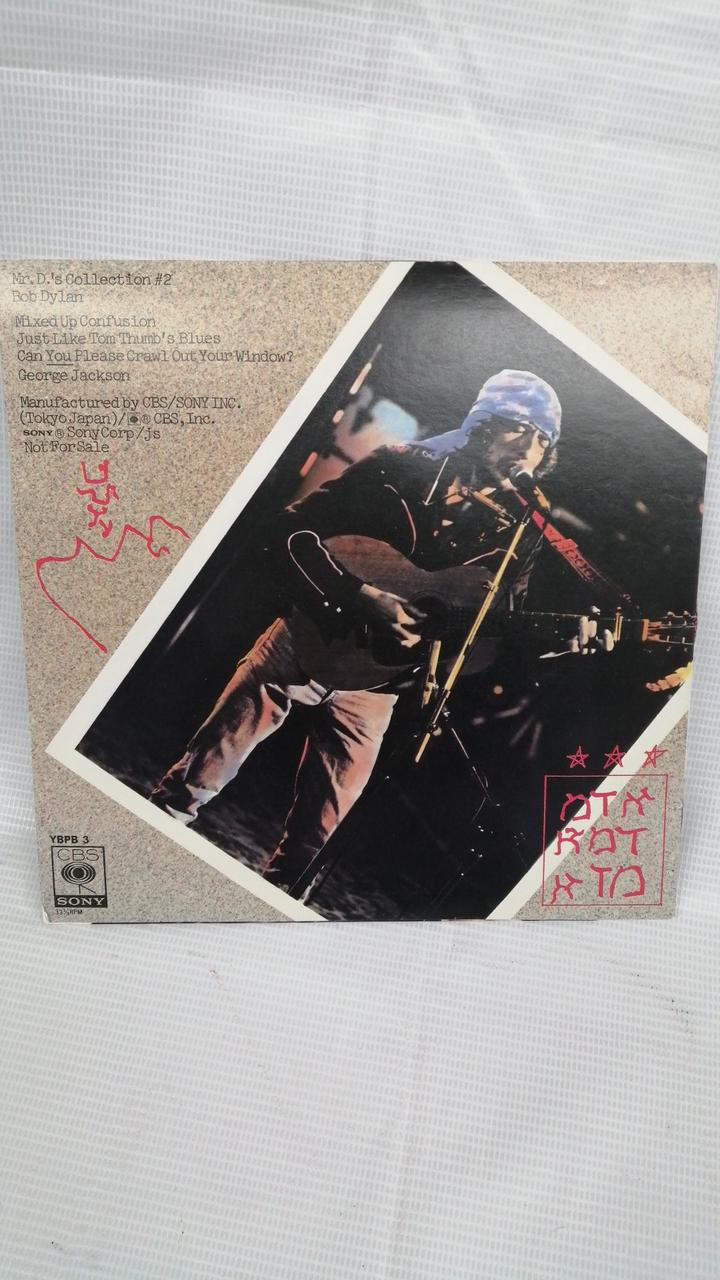 Mr. D.'s Collection #2
Bob Dylan
Mixed Up Confusion
Just Like Tom Thumb's Blues
Can You Please Crawl Out Your Window?
George Jackson
Manufactured by CBS/SONY INC.
(Tokyo Japan)/ ℗ CBS, Inc.
SONY ® Sony Corp/js
Not For Sale
YBPB 3
CBS
SONY
33⅓RPM